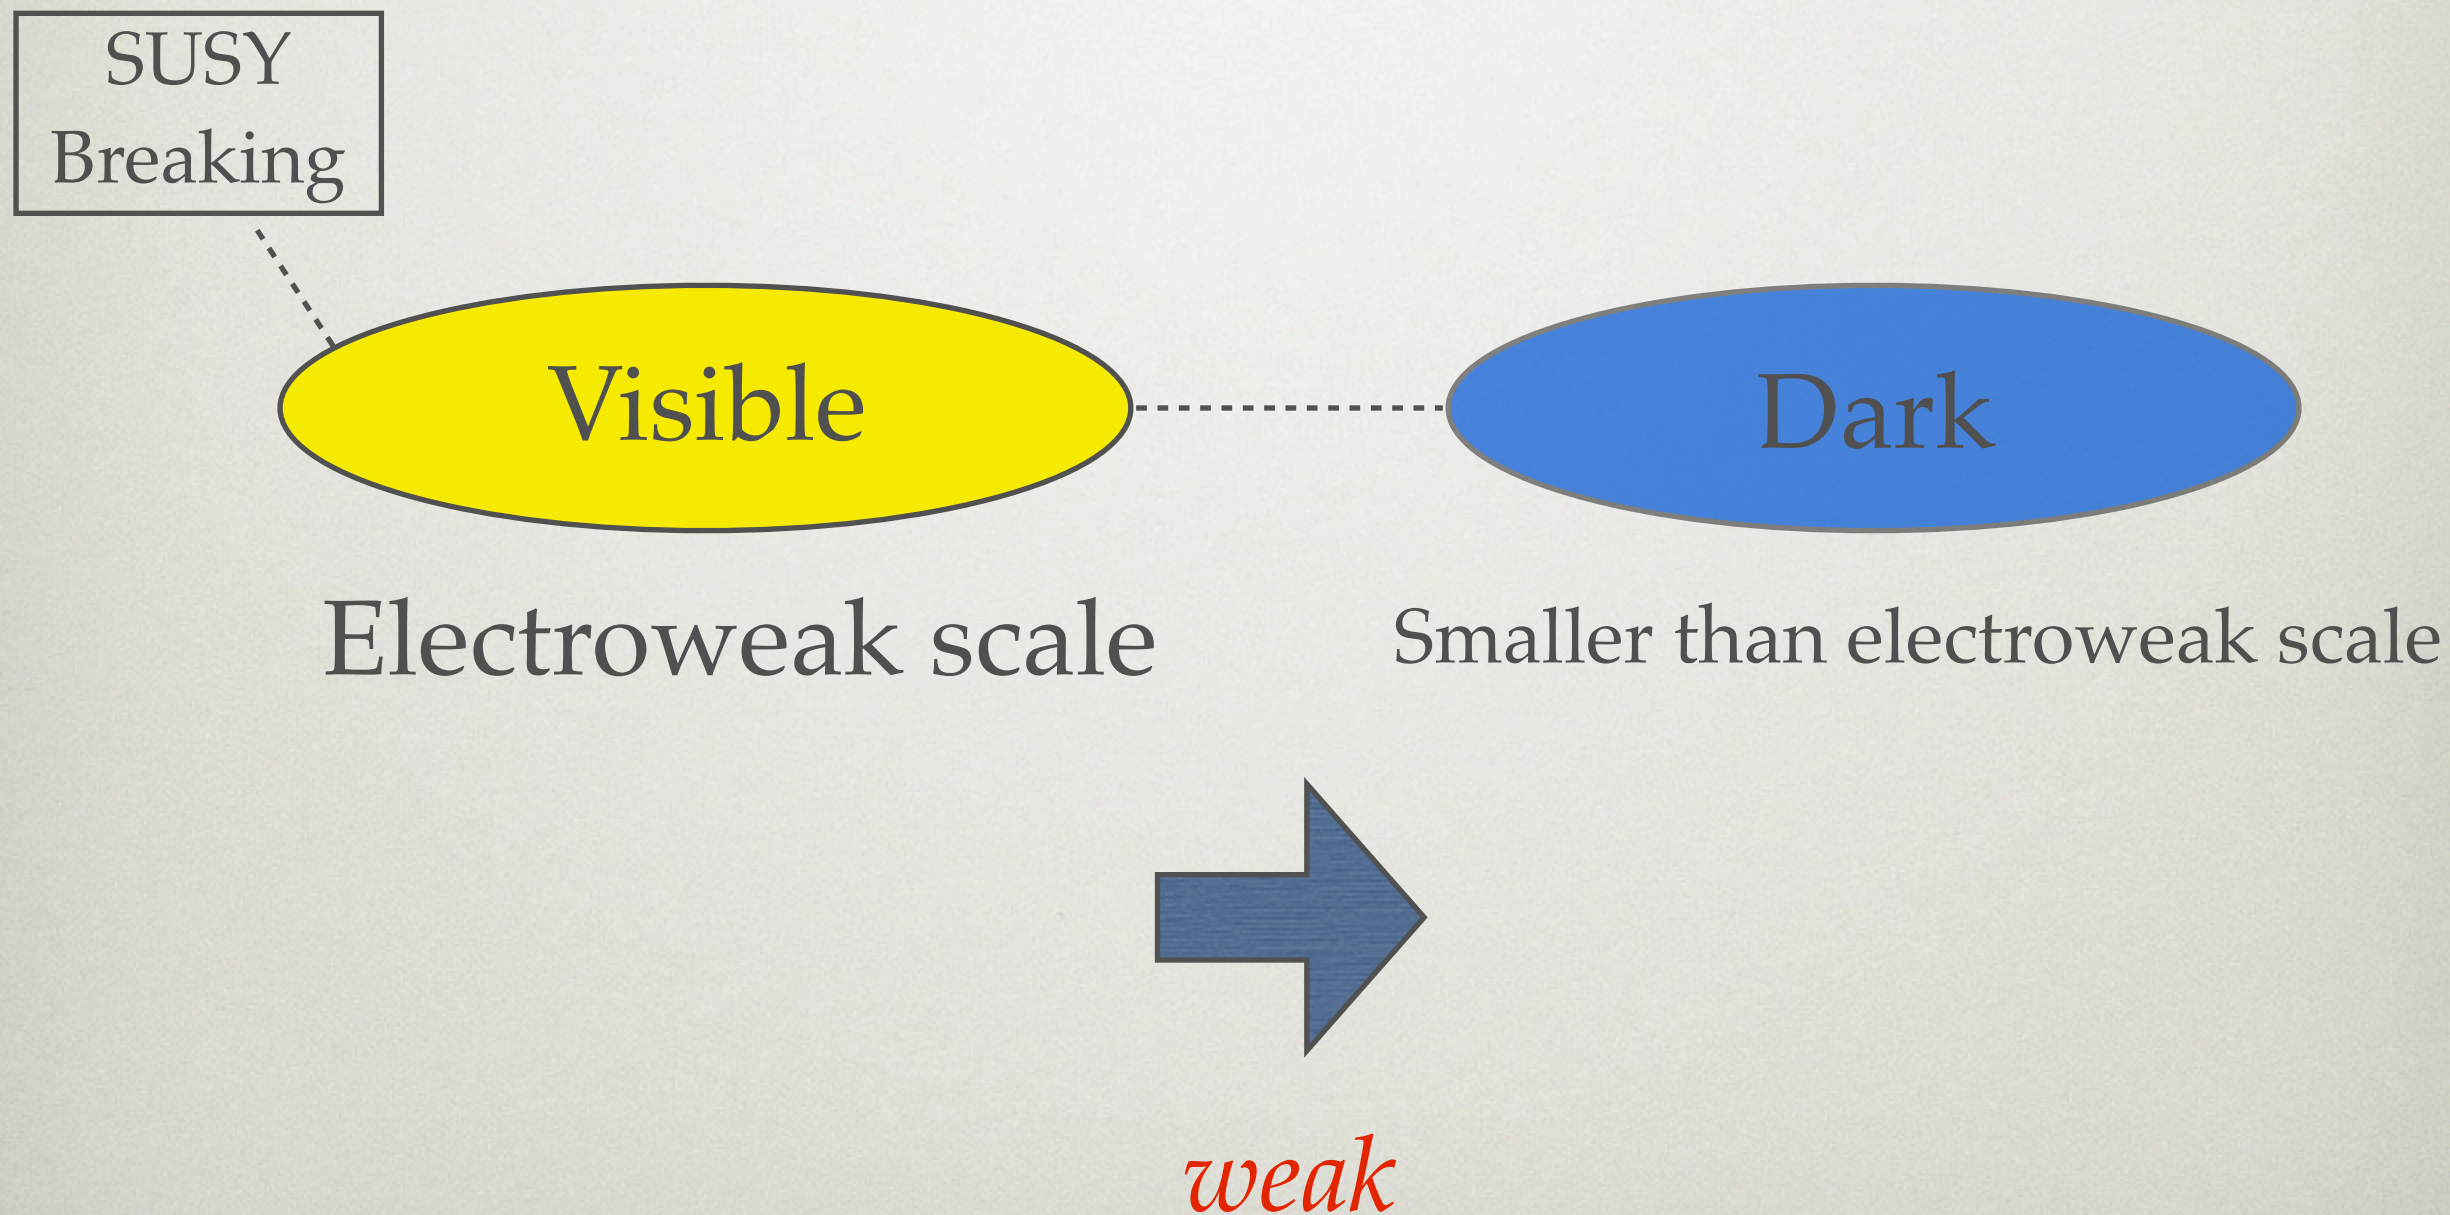 SUSY
Breaking
Visible
Dark
Electroweak scale
Smaller than electroweak scale
weak